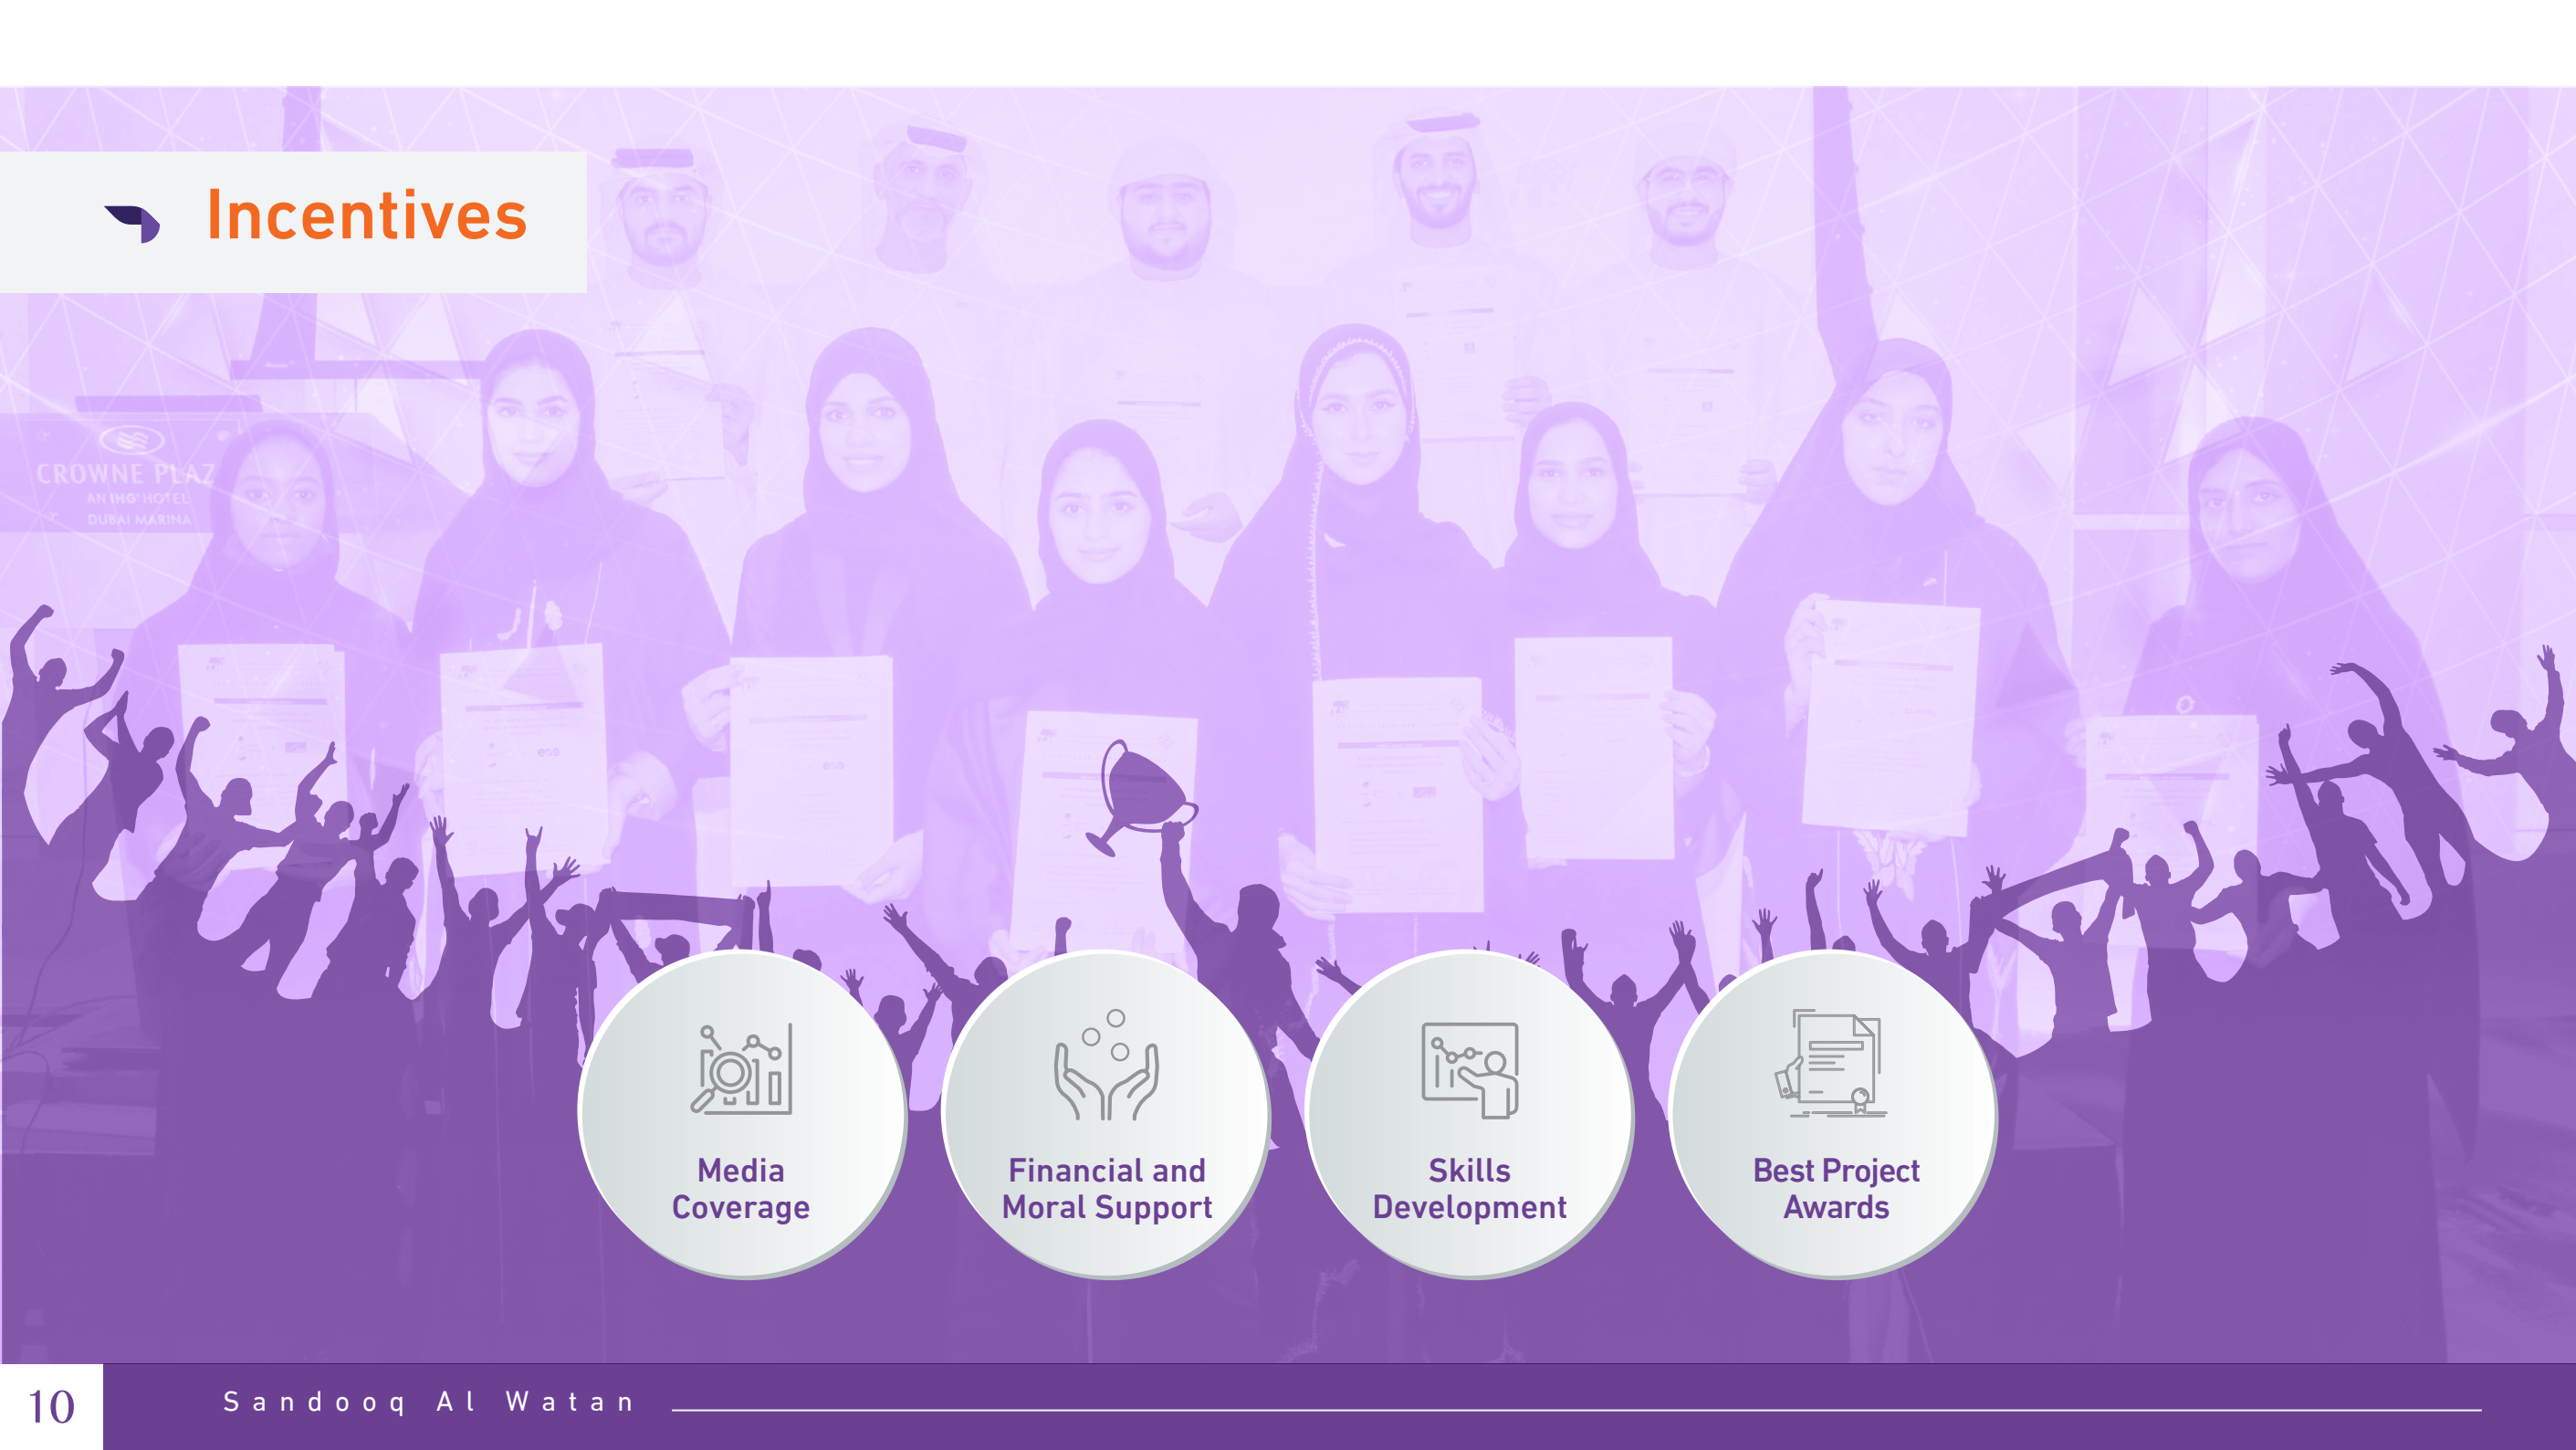 Incentives
CROWNE PLAZ
AN IHG HOTEL
DUBAI MARINA
Media
Coverage
Financial and
Moral Support
Skills
Development
Best Project
Awards
10
Sandooq Al Watan